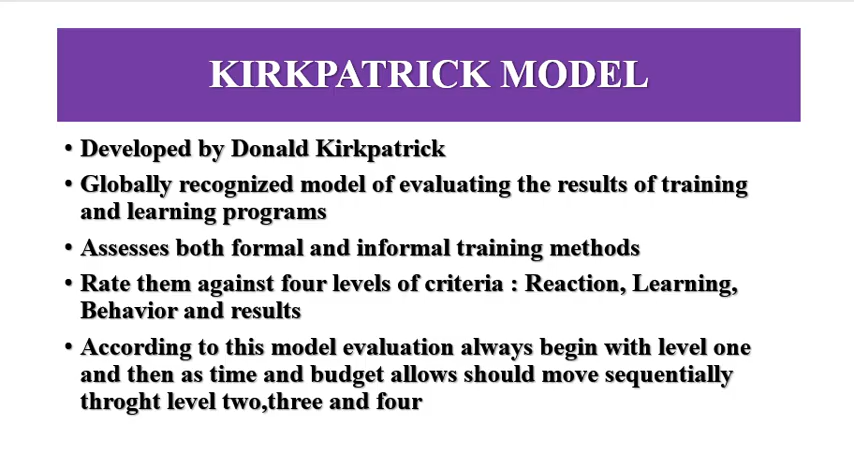 KIRKPATRICK MODEL
• Developed by Donald Kirkpatrick
• Globally recognized model of evaluating the results of training
and learning programs
• Assesses both formal and informal training methods
• Rate them against four levels of criteria : Reaction, Learning,
Behavior and results
• According to this model evaluation always begin with level one
and then as time and budget allows should move sequentially
throght level two,three and four